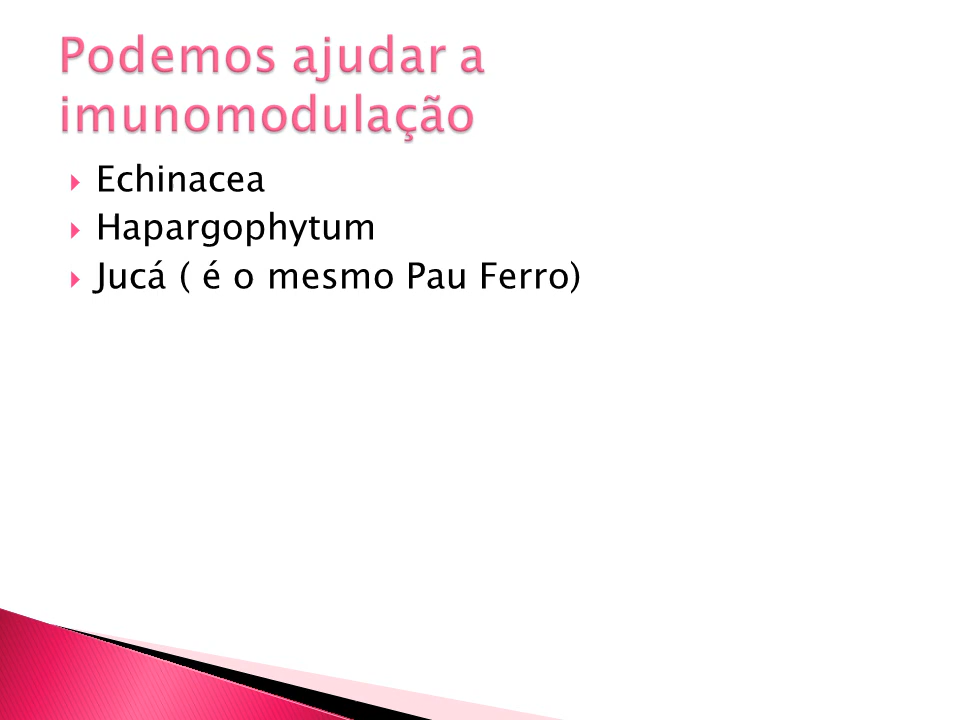 Podemos ajudar a
imunomodulação
Echinacea
Hapargophytum
Jucá ( é o mesmo Pau Ferro)